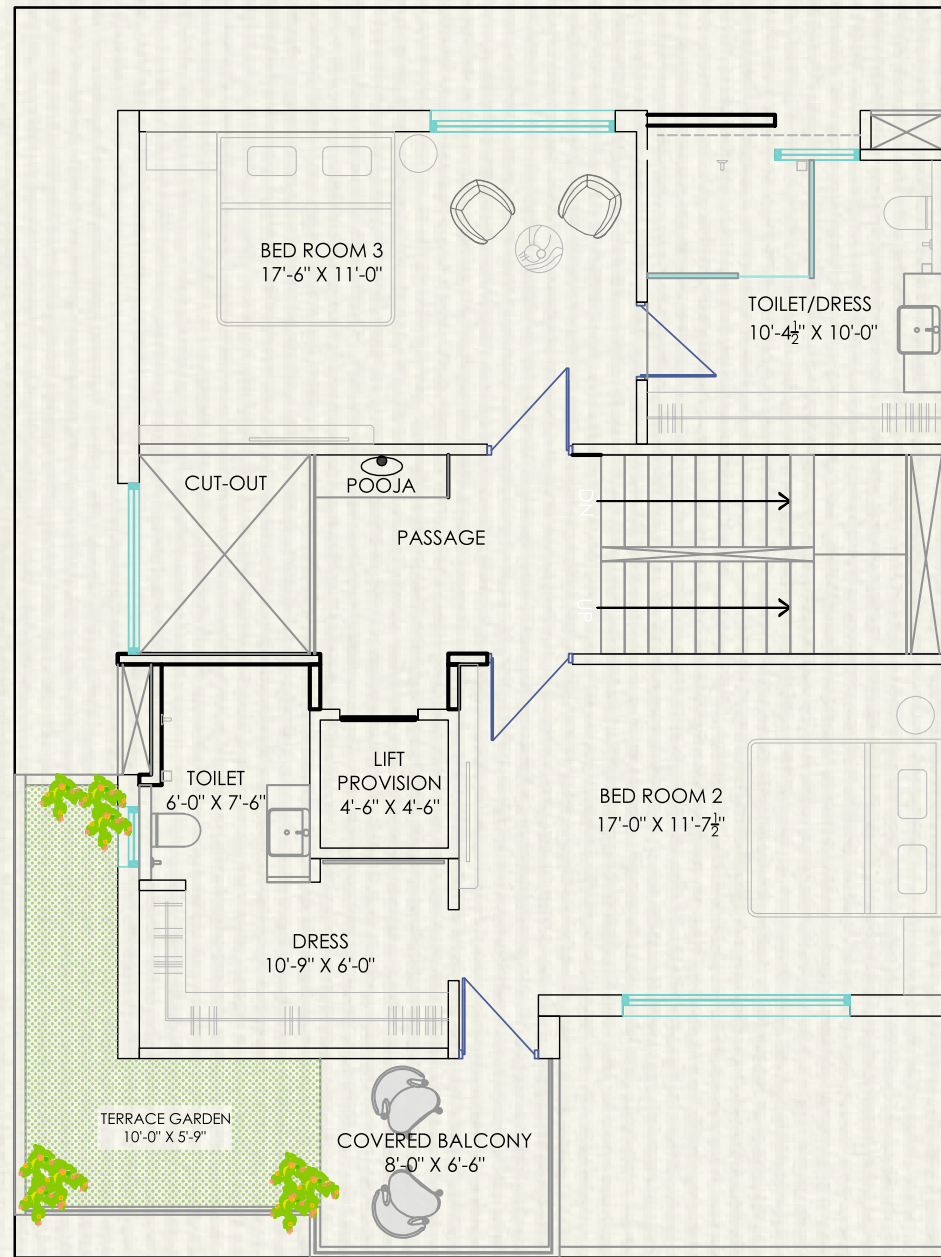 BED ROOM 3
17'-6" X 11'-0"
TOILET/DRESS
10'-4½" X 10'-0"
CUT-OUT
POOJA
PASSAGE
DN
UP
LIFT
PROVISION
4'-6" X 4'-6"
TOILET
6'-0" X 7'-6"
BED ROOM 2
17'-0" X 11'-7½"
DRESS
10'-9" X 6'-0"
TERRACE GARDEN
10'-0" X 5'-9"
COVERED BALCONY
8'-0" X 6'-6"